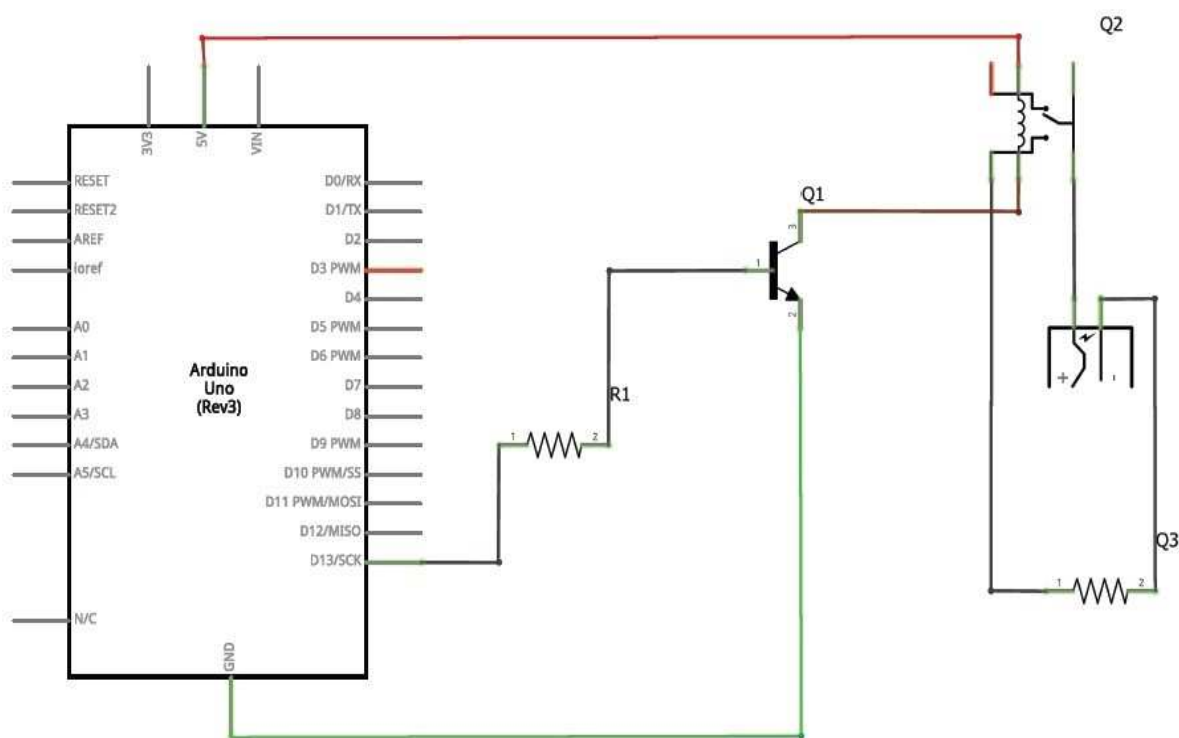 Q2
3V3
5V
VIN
RESET
RESET2
AREF
ioref
A0
A1
A2
A3
A4/SDA
A5/SCL
N/C
Arduino
Uno
(Rev3)
D0/RX
D1/TX
D2
D3 PWM
D4
D5 PWM
D6 PWM
D7
D8
D9 PWM
D10 PWM/SS
D11 PWM/MOSI
D12/MISO
D13/SCK
GND
R1
1
2
Q1
3
1
2
+
-
Q3
1
2